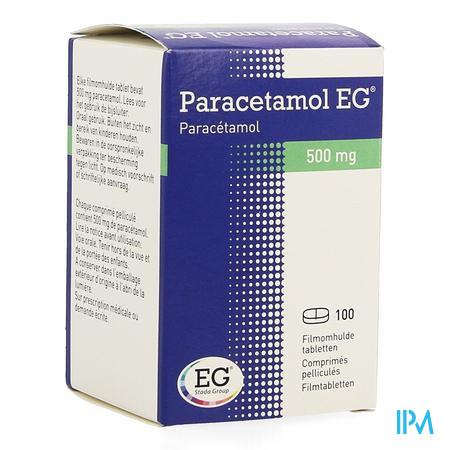 Elke filmomhulde tablet bevat
500 mg paracetamol. Lees voor
het gebruik de bijsluiter.
Oraal gebruik. Buiten het zicht en
bereik van kinderen houden.
Bewaren in de oorspronkelijke
verpakking ter bescherming
tegen licht. Op medisch voorschrift
of schriftelijke aanvraag.
Chaque comprimé pelliculé
contient 500 mg de paracétamol.
Lire la notice avant utilisation.
Voie orale. Tenir hors de la vue et
de la portée des enfants.
A conserver dans l'emballage
extérieur d'origine à l'abri de la
lumière.
Sur prescription médicale ou
demande écrite.
Paracetamol EG®
Paracétamol
500 mg
100
Filmomhulde
tabletten
Comprimés
pelliculés
Filmtabletten
EG®
Stada Group
IPM